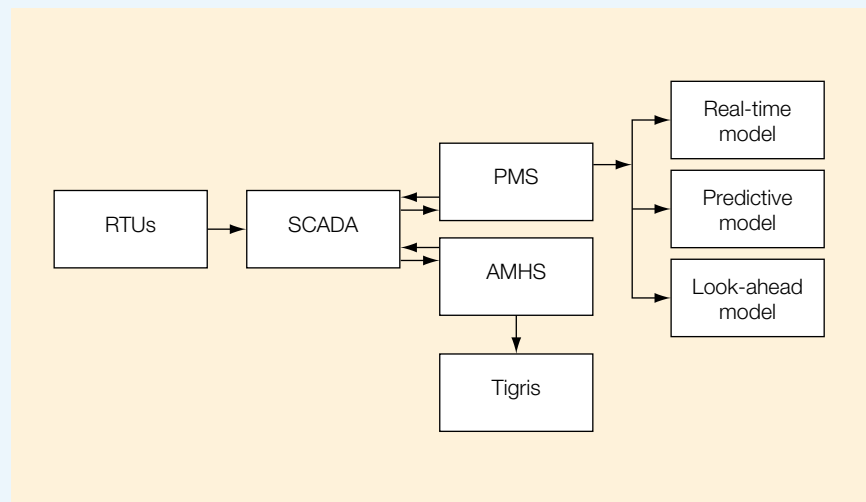 RTUs
SCADA
PMS
AMHS
Tigris
Real-time
model
Predictive
model
Look-ahead
model